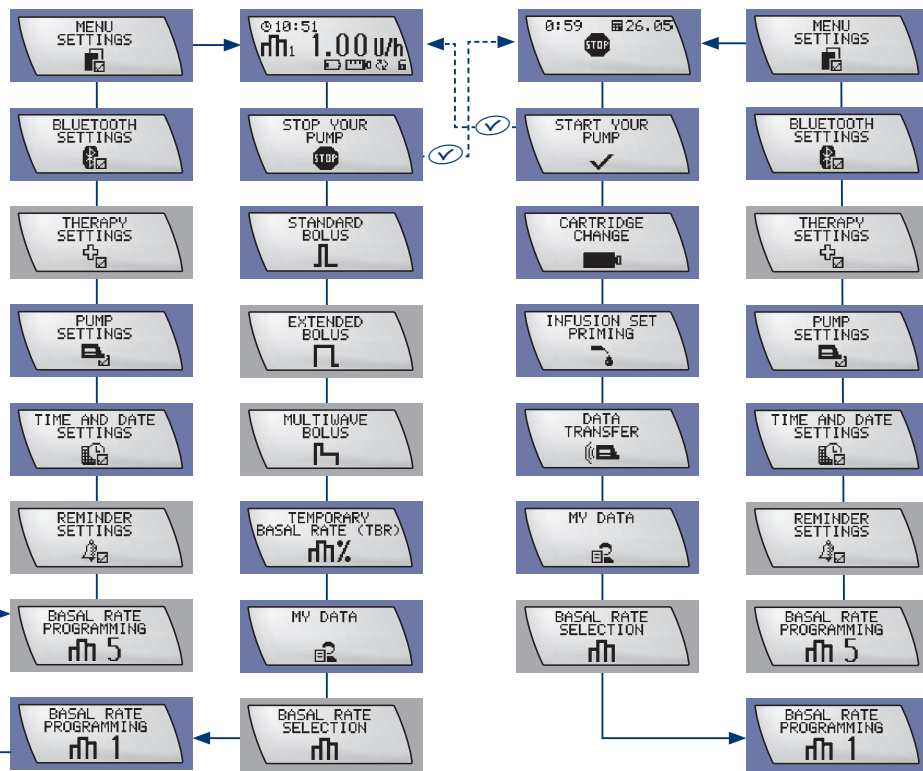 MENU
SETTINGS
BLUETOOTH
SETTINGS
THERAPY
SETTINGS
PUMP
SETTINGS
TIME AND DATE
SETTINGS
REMINDER
SETTINGS
BASAL RATE
PROGRAMMING
5
BASAL RATE
PROGRAMMING
1
10:51
1 1.00 U/h
STOP YOUR
PUMP
STOP
STANDARD
BOLUS
EXTENDED
BOLUS
MULTIWAVE
BOLUS
TEMPORARY
BASAL RATE (TBR)
%
MY DATA
BASAL RATE
SELECTION
0:59 26.05
STOP
START YOUR
PUMP
CARTRIDGE
CHANGE
INFUSION SET
PRIMING
DATA
TRANSFER
MY DATA
BASAL RATE
SELECTION
MENU
SETTINGS
BLUETOOTH
SETTINGS
THERAPY
SETTINGS
PUMP
SETTINGS
TIME AND DATE
SETTINGS
REMINDER
SETTINGS
BASAL RATE
PROGRAMMING
5
BASAL RATE
PROGRAMMING
1